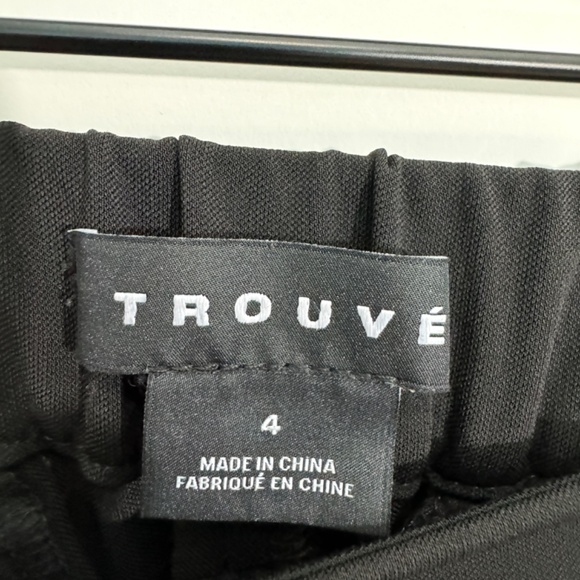 TROUVÉ
4
MADE IN CHINA
FABRIQUÉ EN CHINE